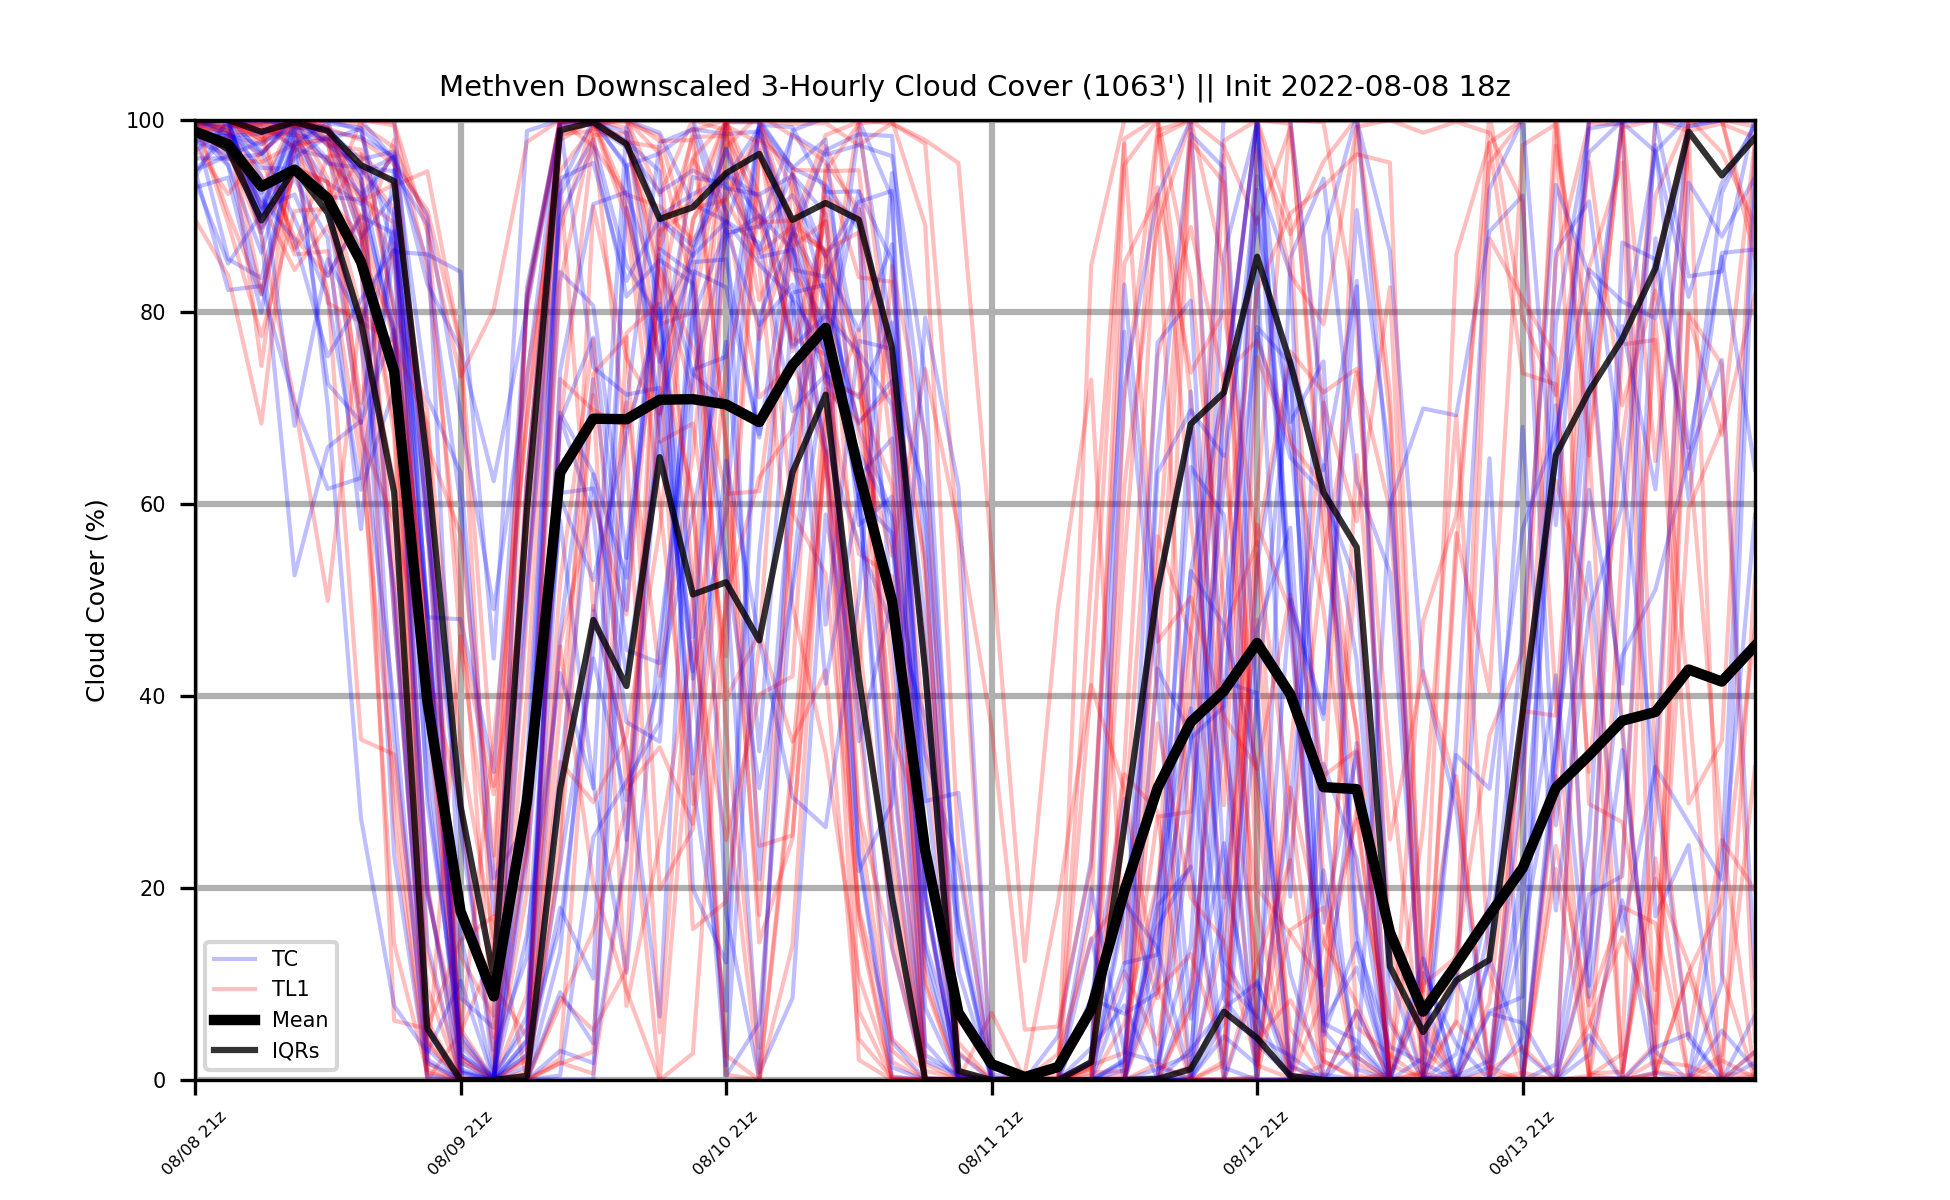 Methven Downscaled 3-Hourly Cloud Cover (1063') || Init 2022-08-08 18z
Cloud Cover (%)
100
80
60
40
20
0
TC
TL1
Mean
IQRs
08/08 21z
08/09 21z
08/10 21z
08/11 21z
08/12 21z
08/13 21z